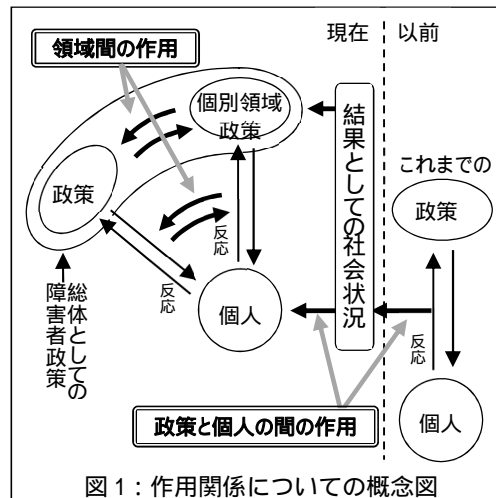 現在
以前
領域間の作用
個別領域
政策
政策
これまでの
政策
結果としての社会状況
反応
反応
個人
反応
個人
総体としての
障害者政策
政策と個人の間の作用
図1：作用関係についての概念図